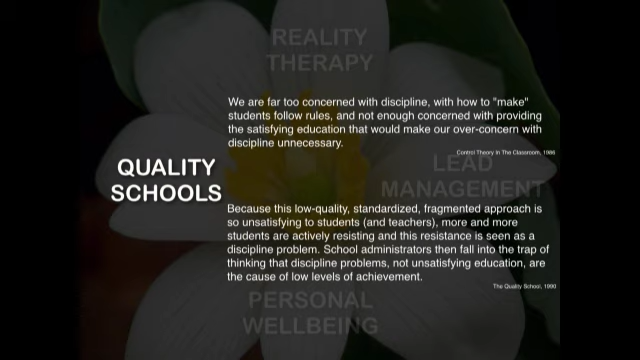 REALITY
THERAPY
We are far too concerned with discipline, with how to "make"
students follow rules, and not enough concerned with providing
the satisfying education that would make our over-concern with
discipline unnecessary.
Control Theory In The Classroom, 1986
QUALITY
SCHOOLS
LEAD
MANAGEMENT
Because this low-quality, standardized, fragmented approach is
so unsatisfying to students (and teachers), more and more
students are actively resisting and this resistance is seen as a
discipline problem. School administrators then fall into the trap of
thinking that discipline problems, not unsatisfying education, are
the cause of low levels of achievement.
The Quality School, 1990
PERSONAL
WELLBEING